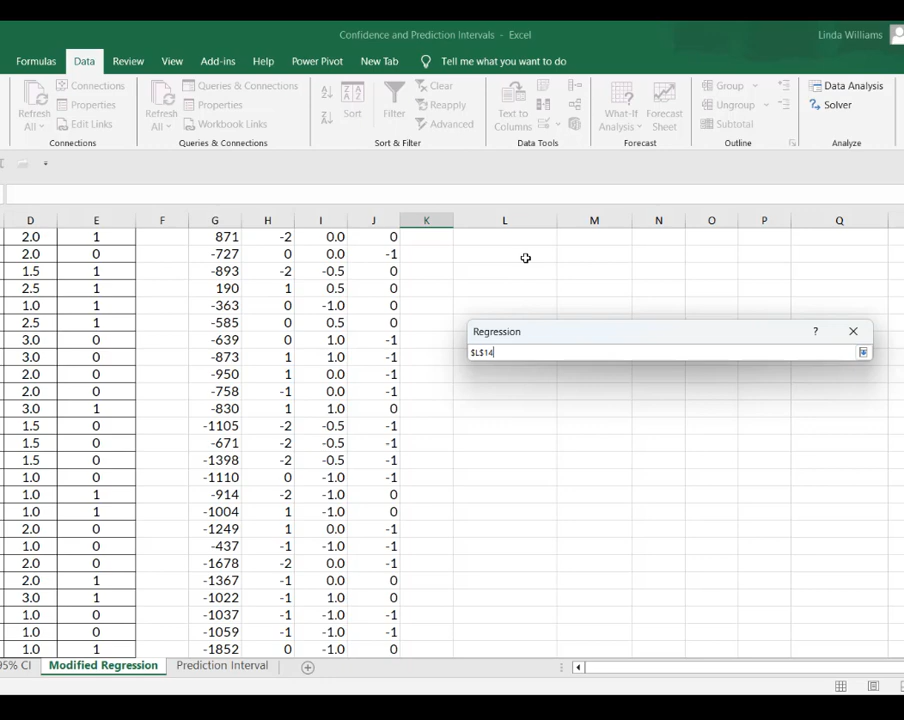 Confidence and Prediction Intervals - Excel Linda Williams
Formulas Data Review View Add-ins Help Power Pivot New Tab Tell me what you want to do
Refresh All Connections Properties Edit Links
Refresh All Queries & Connections Properties Workbook Links
Sort Filter Clear Reapply Advanced
Text to Columns
What-If Analysis Forecast Sheet
Group Ungroup Subtotal
Data Analysis Solver
Connections Queries & Connections Sort & Filter Data Tools Forecast Outline Analyze
D E F G H I J K L M N O P Q
2.0 1 871 -2 0.0 0
2.0 0 -727 0 0.0 -1
1.5 1 -893 -2 -0.5 0
2.5 1 190 1 0.5 0
1.0 1 -363 0 -1.0 0
2.5 1 -585 0 0.5 0
3.0 0 -639 0 1.0 -1
3.0 0 -873 1 1.0 -1
2.0 0 -950 1 0.0 -1
2.0 0 -758 -1 0.0 -1
3.0 1 -830 1 1.0 0
1.5 0 -1105 -2 -0.5 -1
1.5 0 -671 -2 -0.5 -1
1.5 0 -1398 -2 -0.5 -1
1.0 0 -1110 0 -1.0 -1
1.0 1 -914 -2 -1.0 0
1.0 1 -1004 1 -1.0 0
2.0 0 -1249 1 0.0 -1
1.0 0 -437 -1 -1.0 -1
2.0 0 -1678 -2 0.0 -1
2.0 1 -1367 -1 0.0 0
3.0 1 -1022 -1 1.0 0
1.0 0 -1037 -1 -1.0 -1
1.0 0 -1059 -1 -1.0 -1
1.0 1 -1852 0 -1.0 0
Regression ?
$L$14
95% CI Modified Regression Prediction Interval